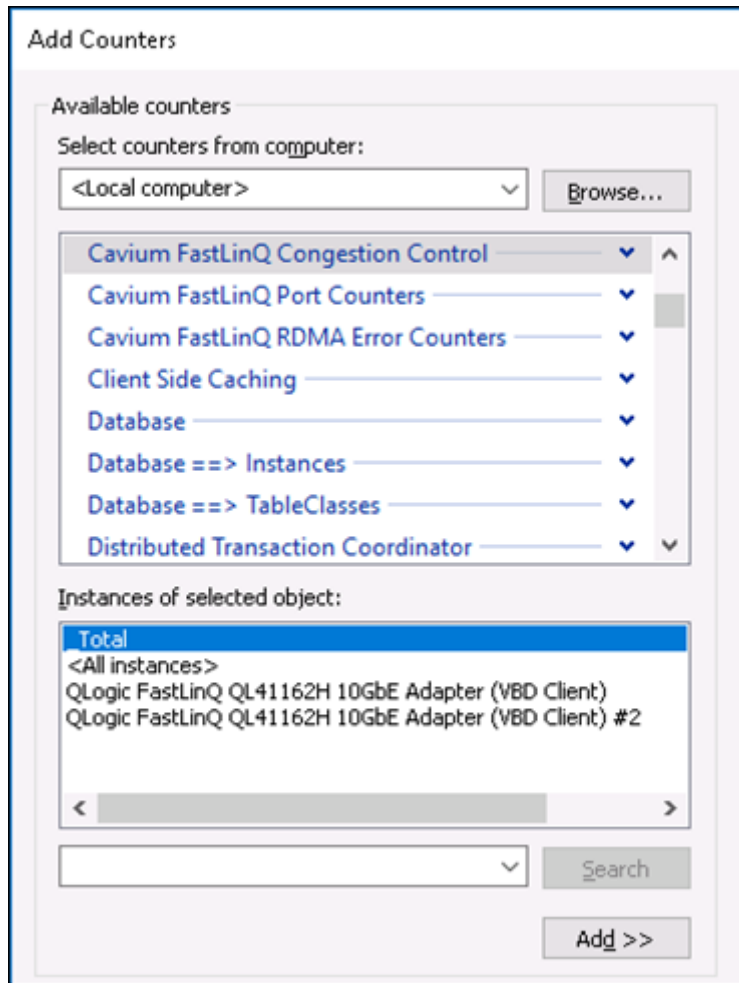 Add Counters
Available counters
Select counters from computer:
<Local computer>
Browse...
Cavium FastLinQ Congestion Control
Cavium FastLinQ Port Counters
Cavium FastLinQ RDMA Error Counters
Client Side Caching
Database
Database ==> Instances
Database ==> TableClasses
Distributed Transaction Coordinator
Instances of selected object:
_Total
<All instances>
QLogic FastLinQ QL41162H 10GbE Adapter (VBD Client)
QLogic FastLinQ QL41162H 10GbE Adapter (VBD Client) #2
Search
Add >>